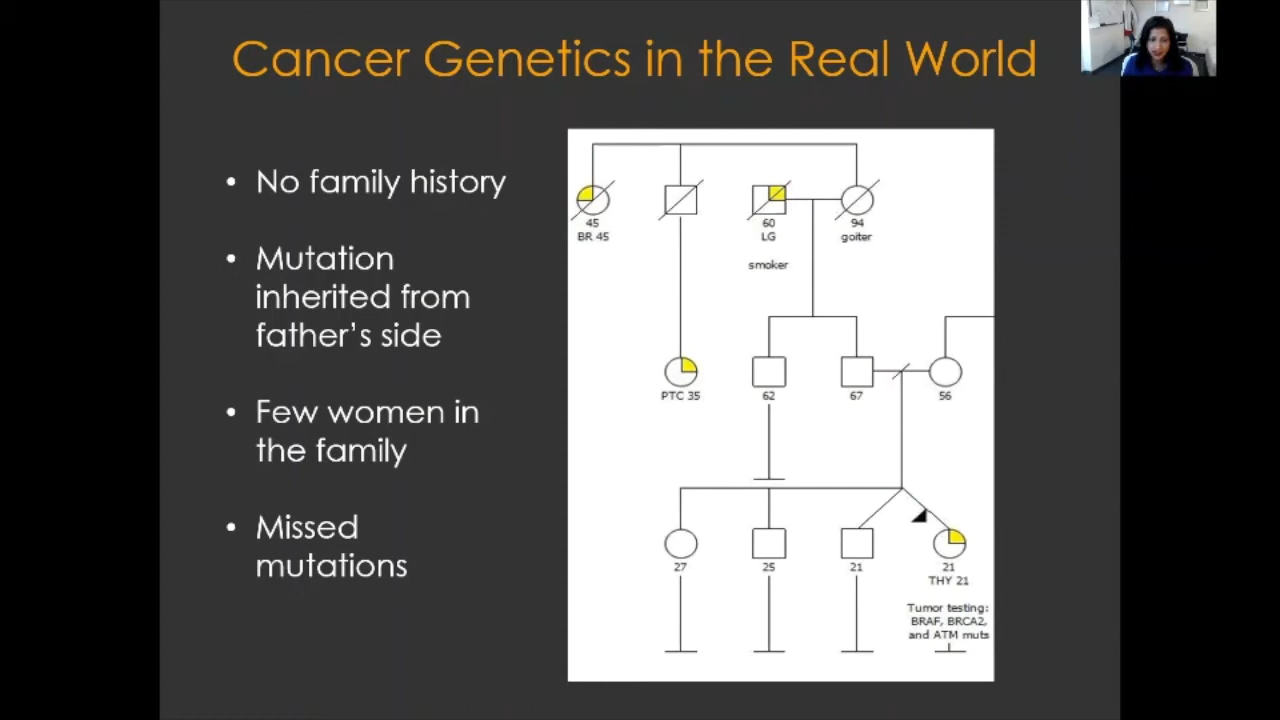 Cancer Genetics in the Real World
• No family history
• Mutation
inherited from
father's side
• Few women in
the family
• Missed
mutations
45
BR 45
60
LG
smoker
94
goiter
PTC 35
62
67
56
27
25
21
21
THY 21
Tumor testing:
BRAF, BRCA2,
and ATM muts